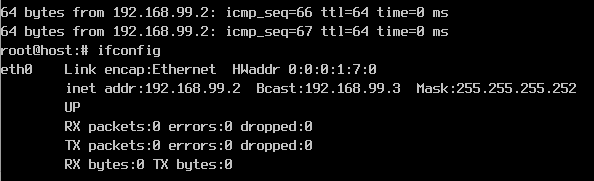 64 bytes from 192.168.99.2: icmp_seq=66 ttl=64 time=0 ms
64 bytes from 192.168.99.2: icmp_seq=67 ttl=64 time=0 ms
root@host:# ifconfig
eth0    Link encap:Ethernet  HWaddr 0:0:0:1:7:0
        inet addr:192.168.99.2  Bcast:192.168.99.3  Mask:255.255.255.252
        UP
        RX packets:0 errors:0 dropped:0
        TX packets:0 errors:0 dropped:0
        RX bytes:0 TX bytes:0